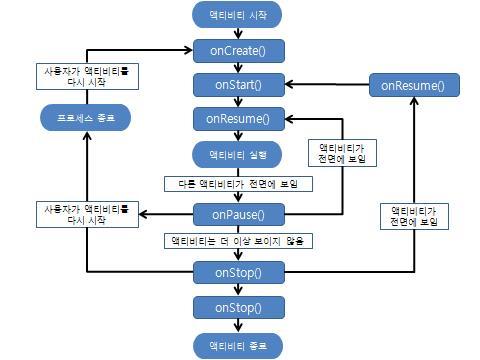 액티비티 시작
onCreate()
사용자가 액티비티를
다시 시작
onStart()
onResume()
프로세스 종료
onResume()
액티비티 실행
액티비티가
전면에 보임
다른 액티비티가 전면에 보임
사용자가 액티비티를
다시 시작
onPause()
액티비티가
전면에 보임
액티비티는 더 이상 보이지 않음
onStop()
onStop()
액티비티 종료